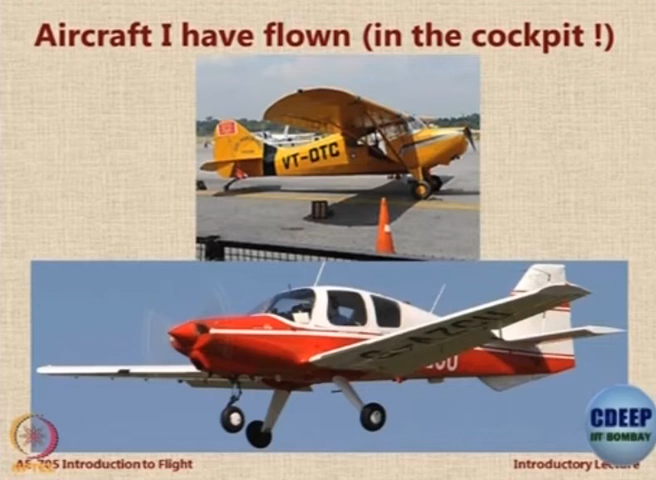 Aircraft I have flown (in the cockpit !)
VT-DTC
CDEEP
IIT BOMBAY
Introduction to Flight
Introductory Lecture